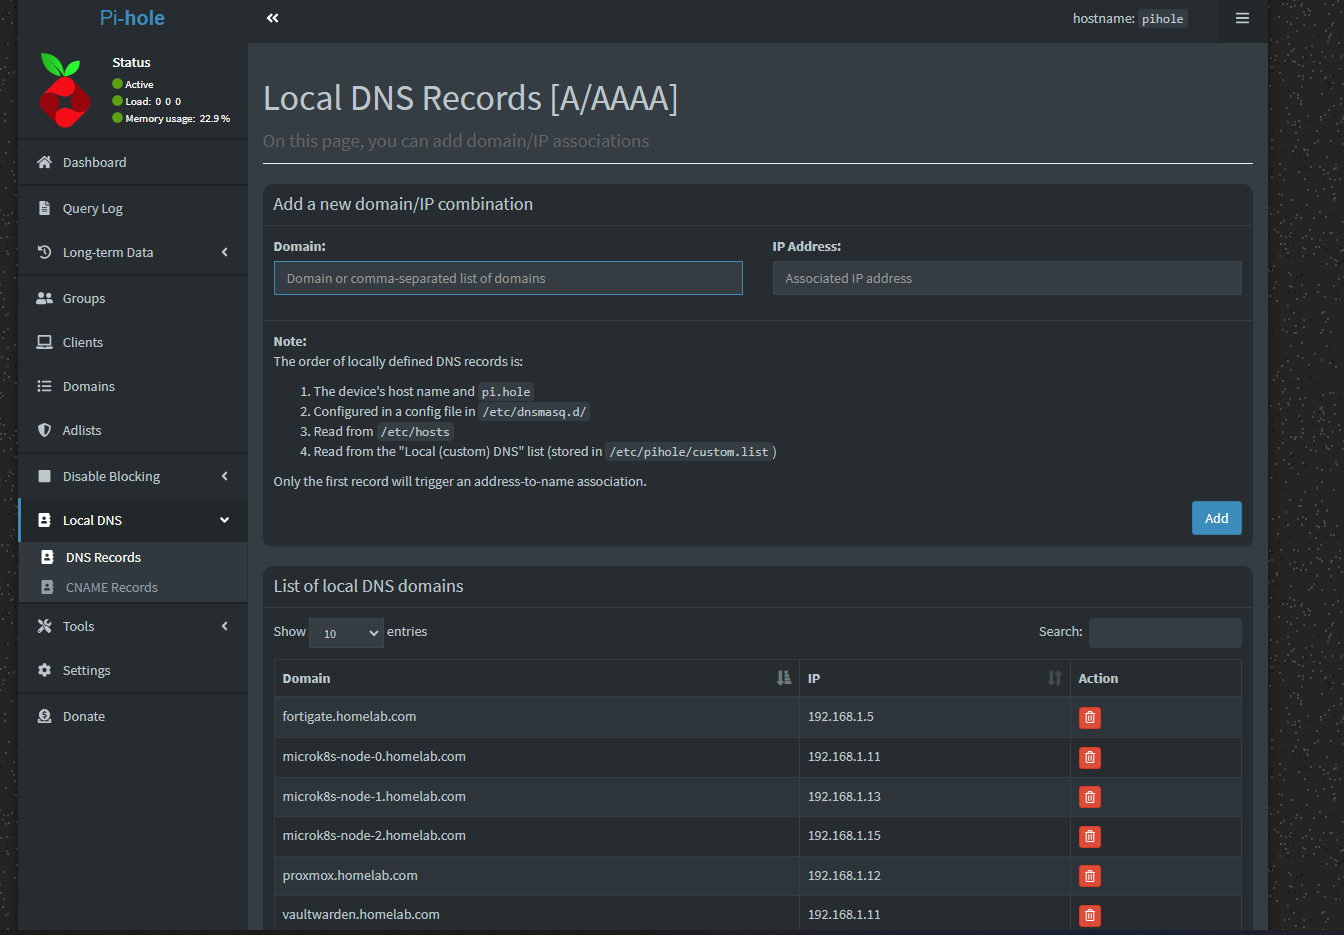 Pi-hole
hostname: pihole
Status
Active
Load: 0 0 0
Memory usage: 22.9 %
Dashboard
Query Log
Long-term Data
Groups
Clients
Domains
Adlists
Disable Blocking
Local DNS
DNS Records
CNAME Records
Tools
Settings
Donate
Local DNS Records [A/AAAA]
On this page, you can add domain/IP associations
Add a new domain/IP combination
Domain: IP Address:
Domain or comma-separated list of domains Associated IP address
Note:
The order of locally defined DNS records is:
1. The device's host name and pi.hole
2. Configured in a config file in /etc/dnsmasq.d/
3. Read from /etc/hosts
4. Read from the "Local (custom) DNS" list (stored in /etc/pihole/custom.list)
Only the first record will trigger an address-to-name association.
Add
List of local DNS domains
Show 10 entries Search:
Domain IP Action
fortigate.homelab.com 192.168.1.5
microk8s-node-0.homelab.com 192.168.1.11
microk8s-node-1.homelab.com 192.168.1.13
microk8s-node-2.homelab.com 192.168.1.15
proxmox.homelab.com 192.168.1.12
vaultwarden.homelab.com 192.168.1.11